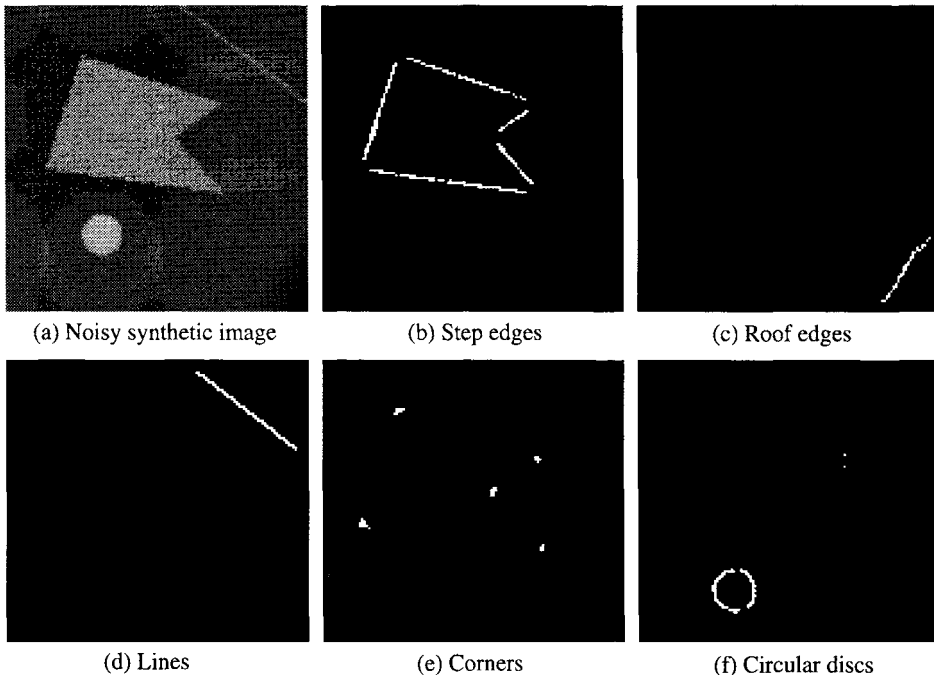 (a) Noisy synthetic image
(b) Step edges
(c) Roof edges
(d) Lines
(e) Corners
(f) Circular discs